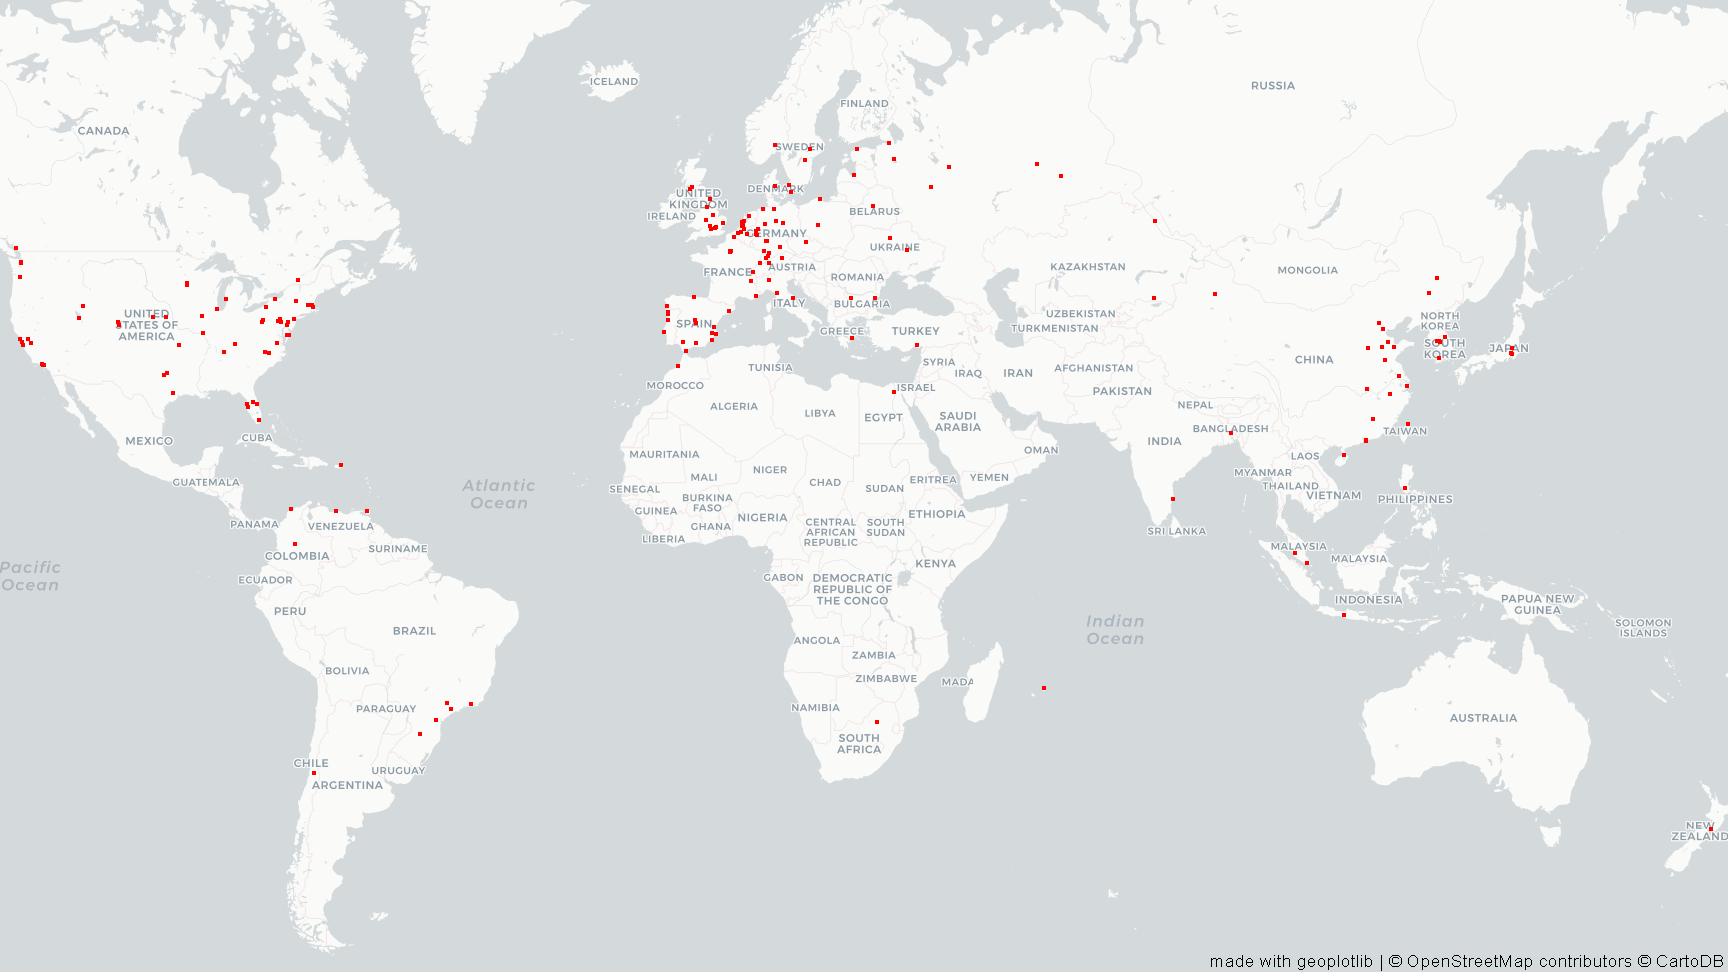 ICELAND
RUSSIA
FINLAND
CANADA
SWEDEN
DENMARK
UNITED
KINGDOM
IRELAND
BELARUS
GERMANY
UKRAINE
FRANCE
AUSTRIA
KAZAKHSTAN
MONGOLIA
ROMANIA
ITALY
BULGARIA
UNITED
STATES OF
AMERICA
SPAIN
GREECE
TURKEY
UZBEKISTAN
TURKMENISTAN
NORTH
KOREA
SOUTH
KOREA
JAPAN
CHINA
TUNISIA
SYRIA
IRAQ
IRAN
AFGHANISTAN
MOROCCO
ISRAEL
PAKISTAN
ALGERIA
LIBYA
EGYPT
SAUDI
ARABIA
NEPAL
BANGLADESH
TAIWAN
MEXICO
CUBA
INDIA
OMAN
MAURITANIA
LAOS
MALI
NIGER
CHAD
SUDAN
ERITREA
YEMEN
MYANMAR
THAILAND
VIETNAM
PHILIPPINES
GUATEMALA
Atlantic
Ocean
SENEGAL
BURKINA
FASO
GUINEA
GHANA
NIGERIA
ETHIOPIA
CENTRAL
AFRICAN
REPUBLIC
SOUTH
SUDAN
PANAMA
VENEZUELA
LIBERIA
SRI LANKA
COLOMBIA
SURINAME
MALAYSIA
MALAYSIA
Pacific
Ocean
ECUADOR
GABON
DEMOCRATIC
REPUBLIC OF
THE CONGO
KENYA
INDONESIA
PAPUA NEW
GUINEA
PERU
BRAZIL
Indian
Ocean
SOLOMON
ISLANDS
ANGOLA
ZAMBIA
BOLIVIA
ZIMBABWE
MADA
PARAGUAY
NAMIBIA
AUSTRALIA
SOUTH
AFRICA
CHILE
URUGUAY
ARGENTINA
NEW
ZEALAND
made with geoplotlib | © OpenStreetMap contributors © CartoDB